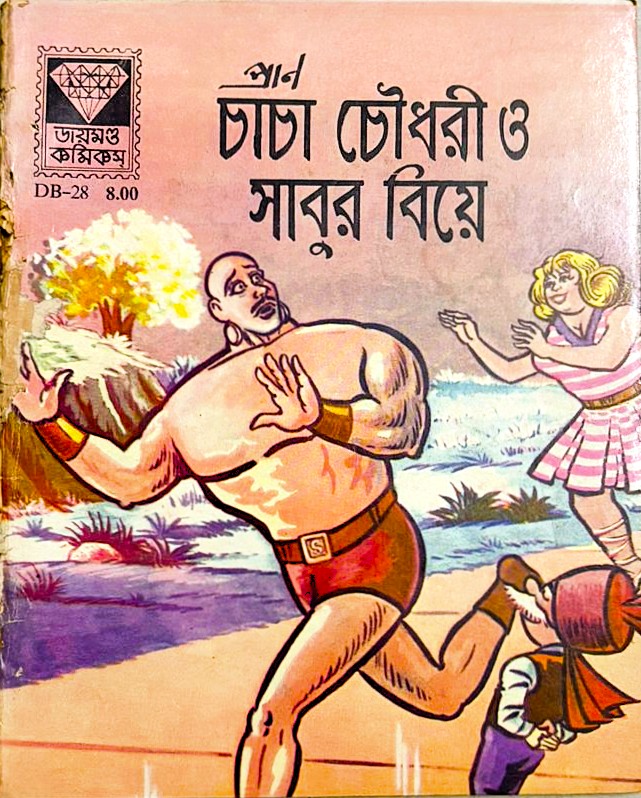 প্রাণ
চাচা চৌধুরী ও
সাবুর বিয়ে
ডায়মণ্ড
কমিকস্
DB-28 8.00
S